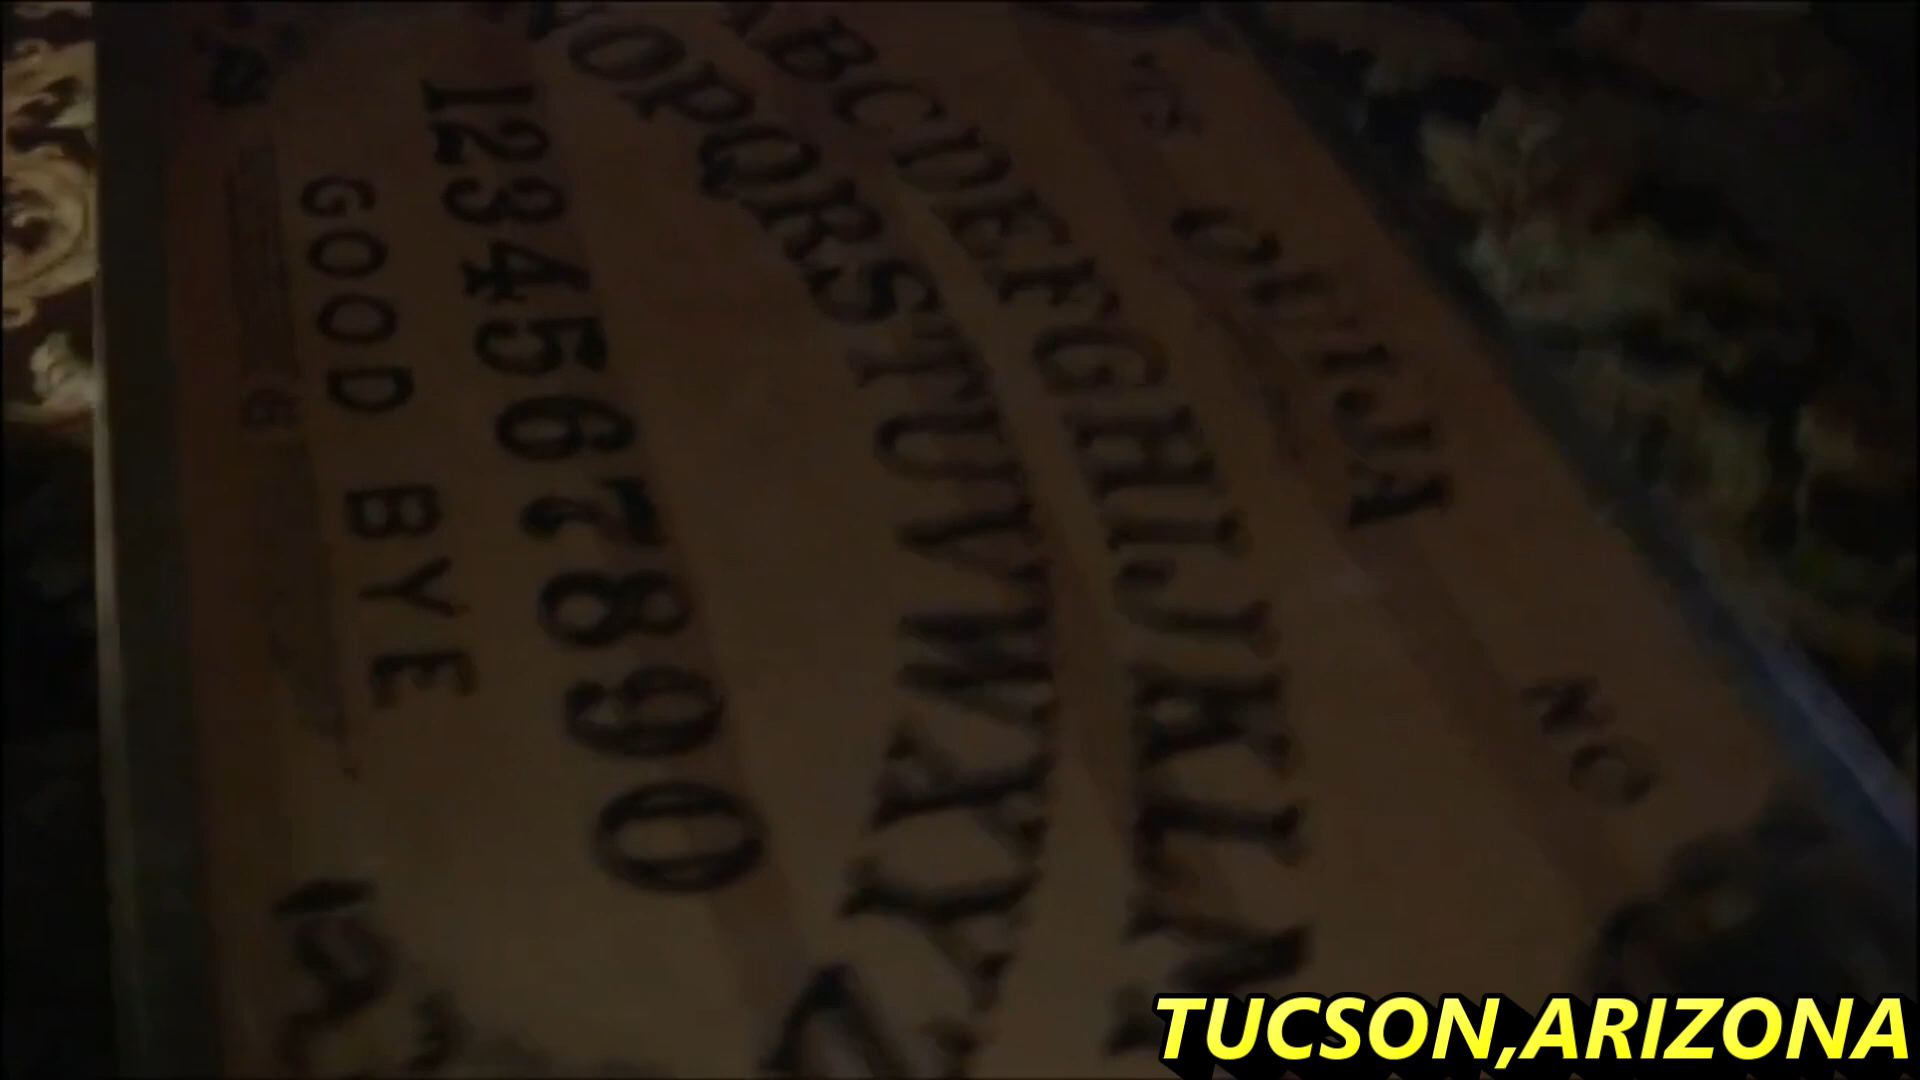 OUIJA
NO
ABCDEFGHIJKLM
NOPQRSTUVWXYZ
1234567890
GOOD BYE
TUCSON,ARIZONA